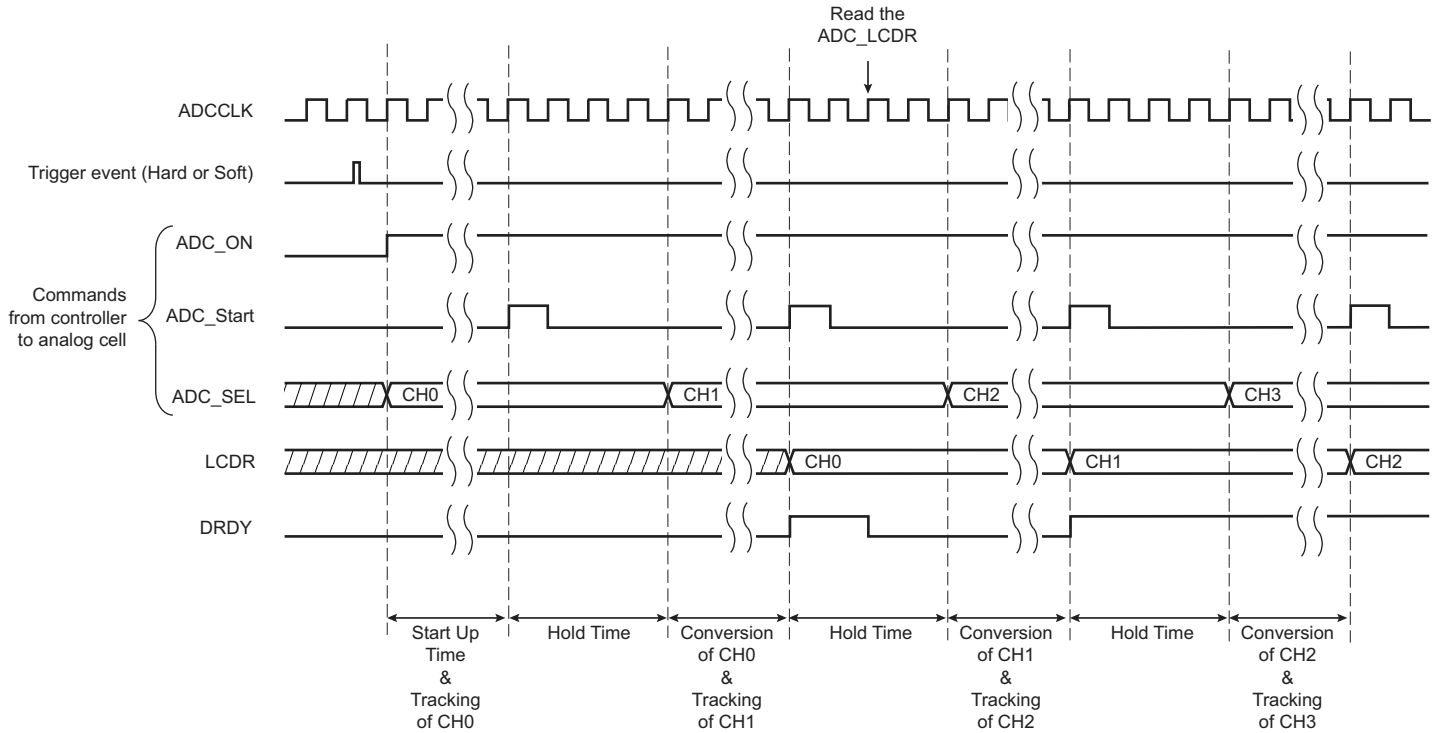 Read the
ADC_LCDR
ADCCLK
Trigger event (Hard or Soft)
ADC_ON
Commands
from controller
to analog cell
ADC_Start
ADC_SEL
CH0
CH1
CH2
CH3
LCDR
CH0
CH1
CH2
DRDY
Start Up
Time
&
Tracking
of CH0
Hold Time
Conversion
of CH0
&
Tracking
of CH1
Hold Time
Conversion
of CH1
&
Tracking
of CH2
Hold Time
Conversion
of CH2
&
Tracking
of CH3